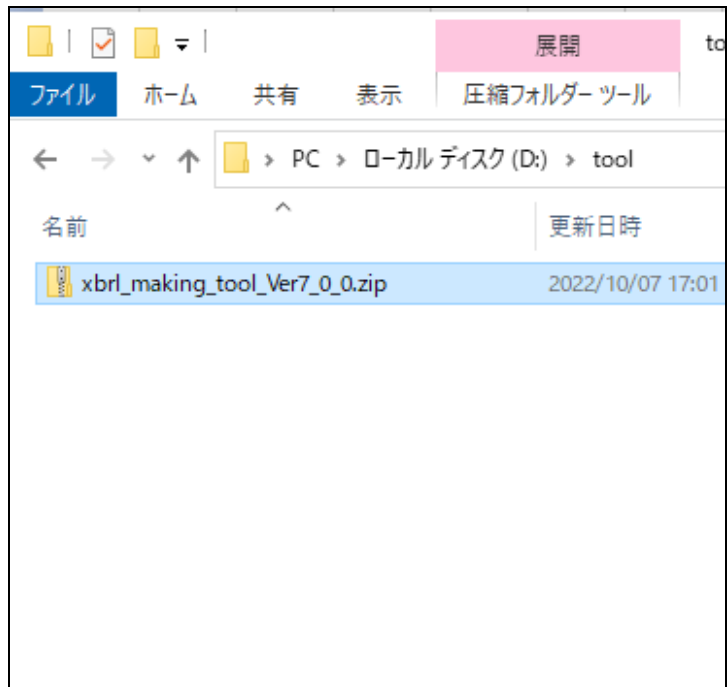 展開 to
ファイル ホーム 共有 表示 圧縮フォルダー ツール
PC > ローカル ディスク (D:) > tool
名前 更新日時
xbrl_making_tool_Ver7_0_0.zip 2022/10/07 17:01